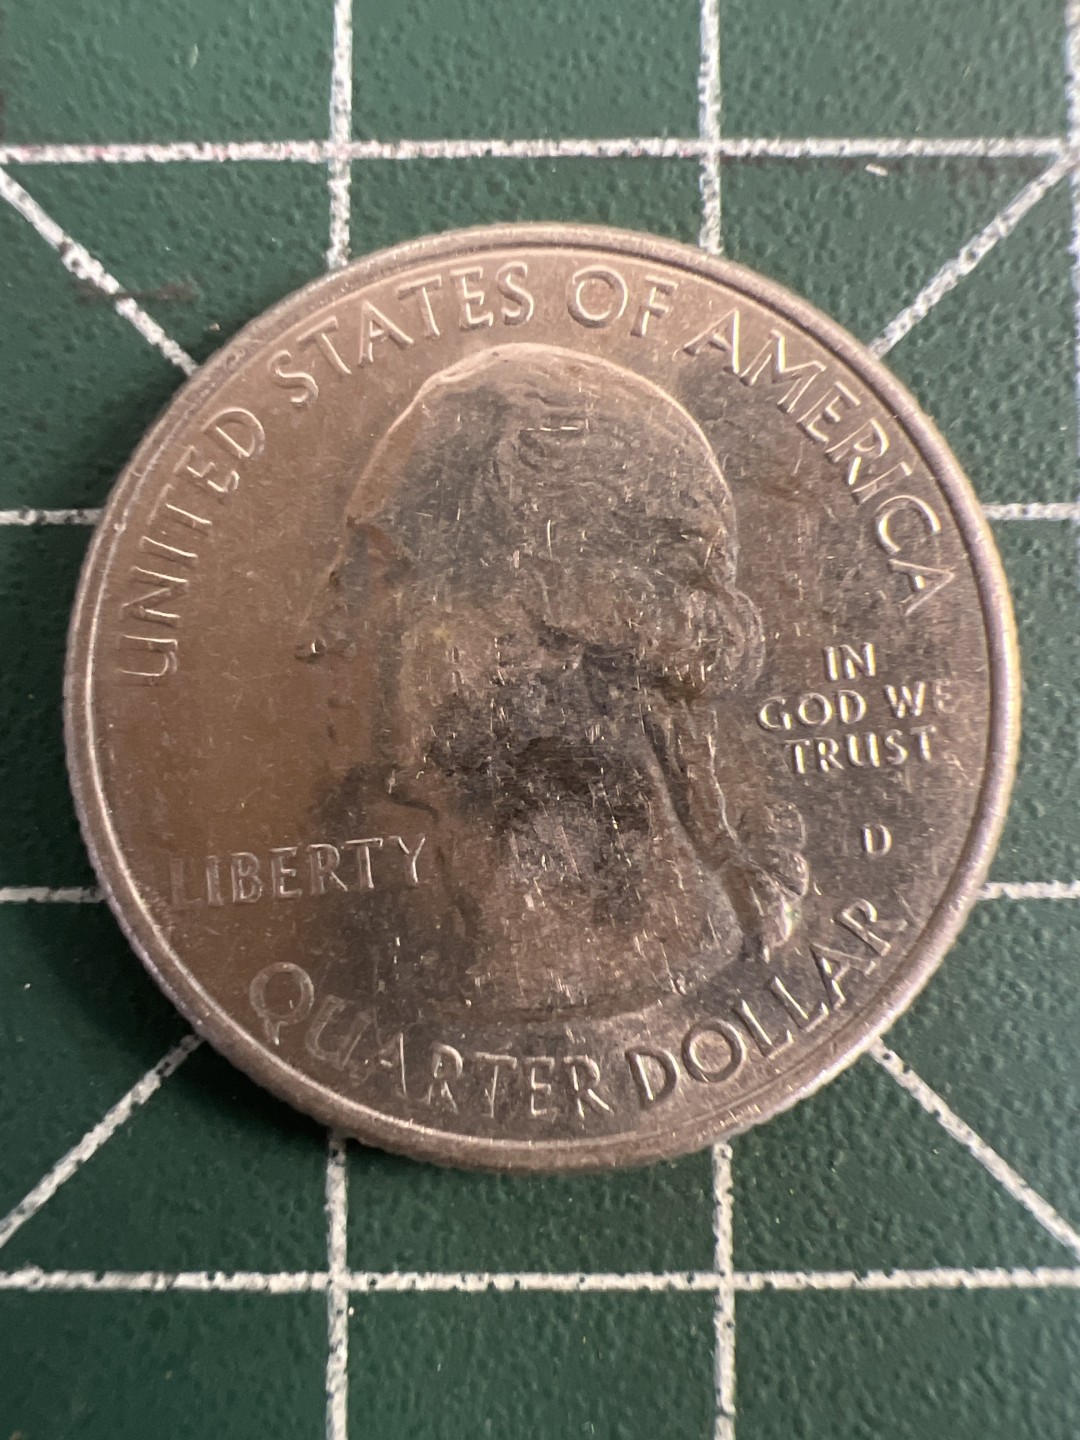 UNITED STATES OF AMERICA
IN
GOD WE
TRUST
D
LIBERTY
QUARTER DOLLAR